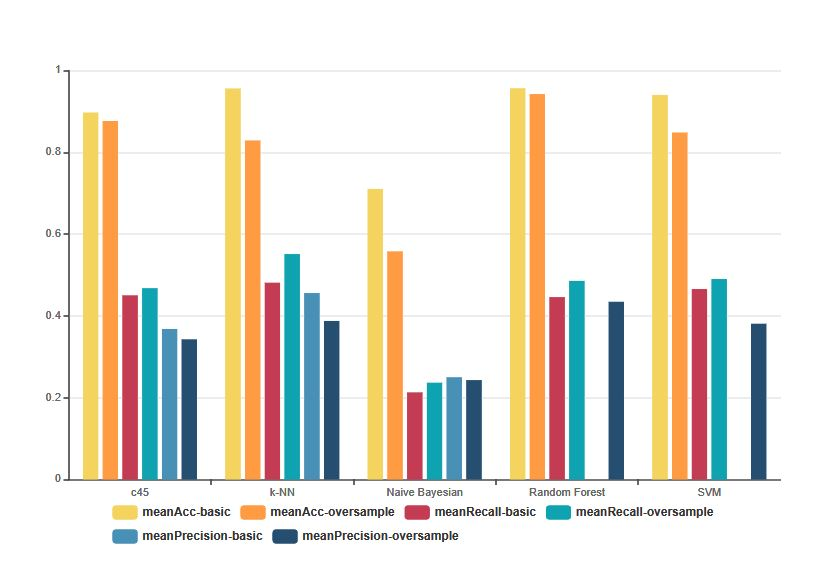 1
0.8
0.6
0.4
0.2
0
c45 k-NN Naive Bayesian Random Forest SVM
meanAcc-basic meanAcc-oversample meanRecall-basic meanRecall-oversample
meanPrecision-basic meanPrecision-oversample